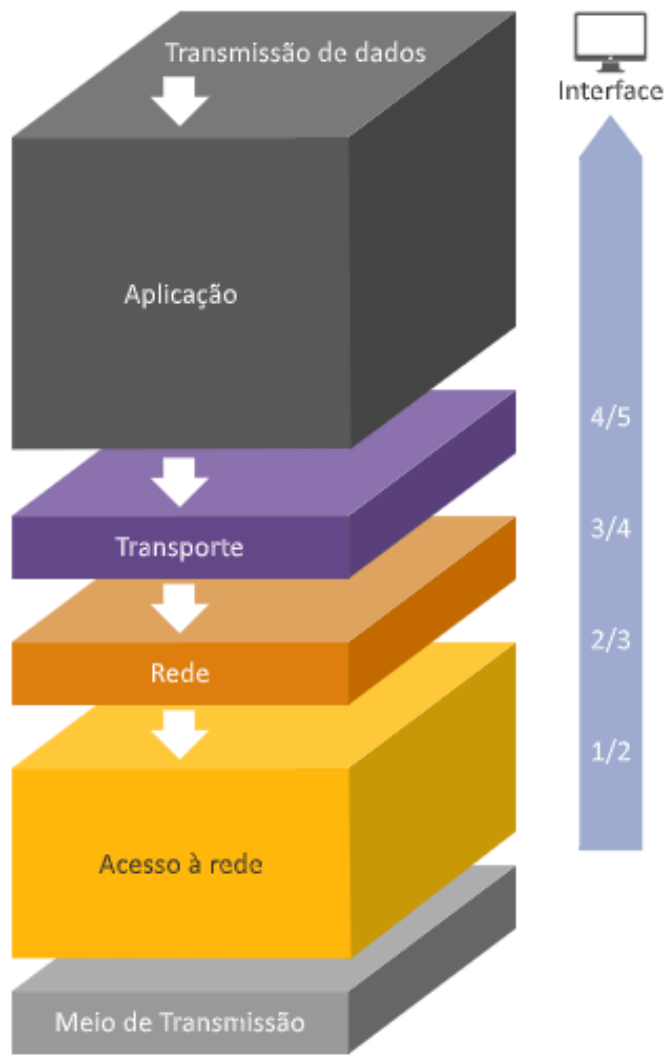 Transmissão de dados
Interface
Aplicação
4/5
Transporte
3/4
Rede
2/3
1/2
Acesso à rede
Meio de Transmissão